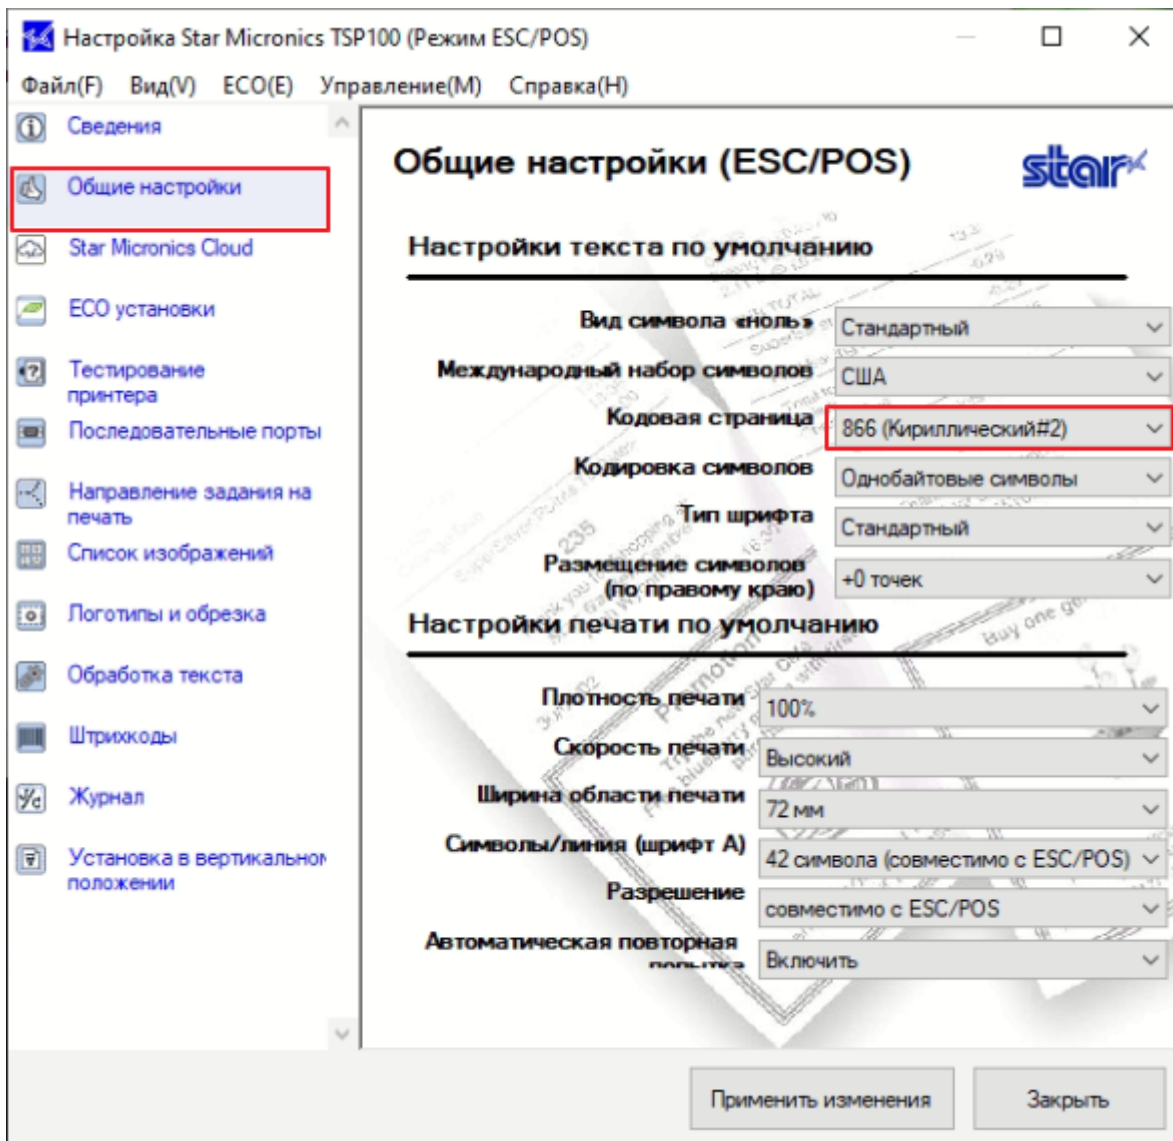 Настройка Star Micronics TSP100 (Режим ESC/POS)
Файл(F) Вид(V) ECO(E) Управление(M) Справка(H)
Сведения
Общие настройки
Star Micronics Cloud
ECO установки
Тестирование
принтера
Последовательные порты
Направление задания на
печать
Список изображений
Логотипы и обрезка
Обработка текста
Штрихкоды
Журнал
Установка в вертикальном
положении
Общие настройки (ESC/POS)
star
Настройки текста по умолчанию
Вид символа «ноль» Стандартный
Международный набор символов США
Кодовая страница 866 (Кириллический#2)
Кодировка символов Однобайтовые символы
Тип шрифта Стандартный
Размещение символов
(по правому краю) +0 точек
Настройки печати по умолчанию
Плотность печати 100%
Скорость печати Высокий
Ширина области печати 72 мм
Символы/линия (шрифт A) 42 символа (совместимо с ESC/POS)
Разрешение совместимо с ESC/POS
Автоматическая повторная
попытка Включить
235
Promotion
Buy one ge
Применить изменения Закрыть